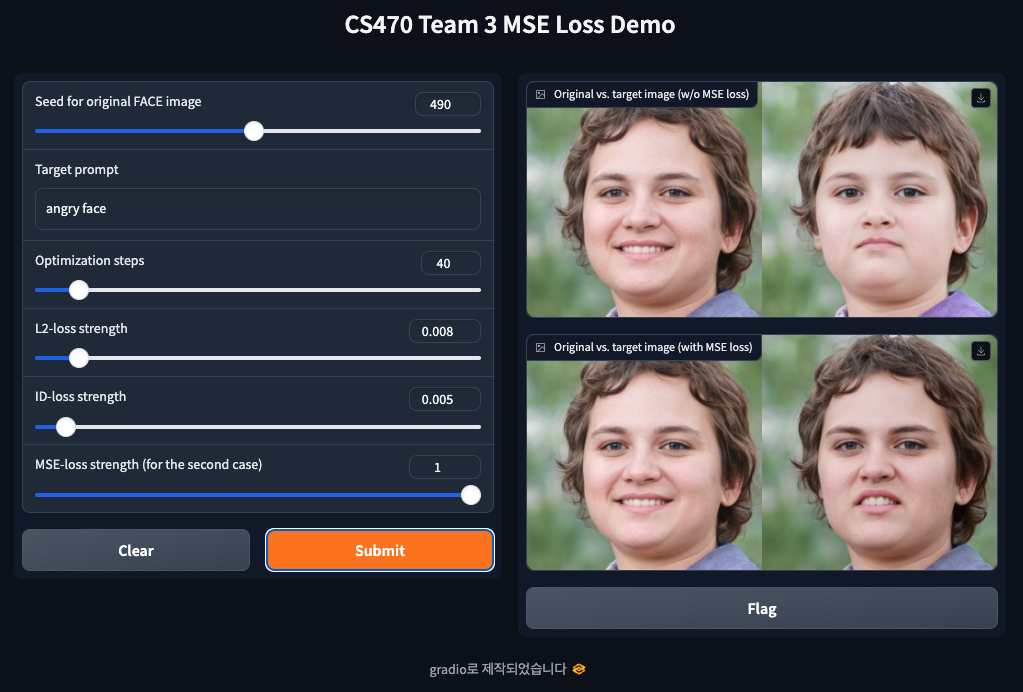 CS470 Team 3 MSE Loss Demo
Seed for original FACE image
490
Target prompt
angry face
Optimization steps
40
L2-loss strength
0.008
ID-loss strength
0.005
MSE-loss strength (for the second case)
1
Clear
Submit
Original vs. target image (w/o MSE loss)
Original vs. target image (with MSE loss)
Flag
gradio로 제작되었습니다